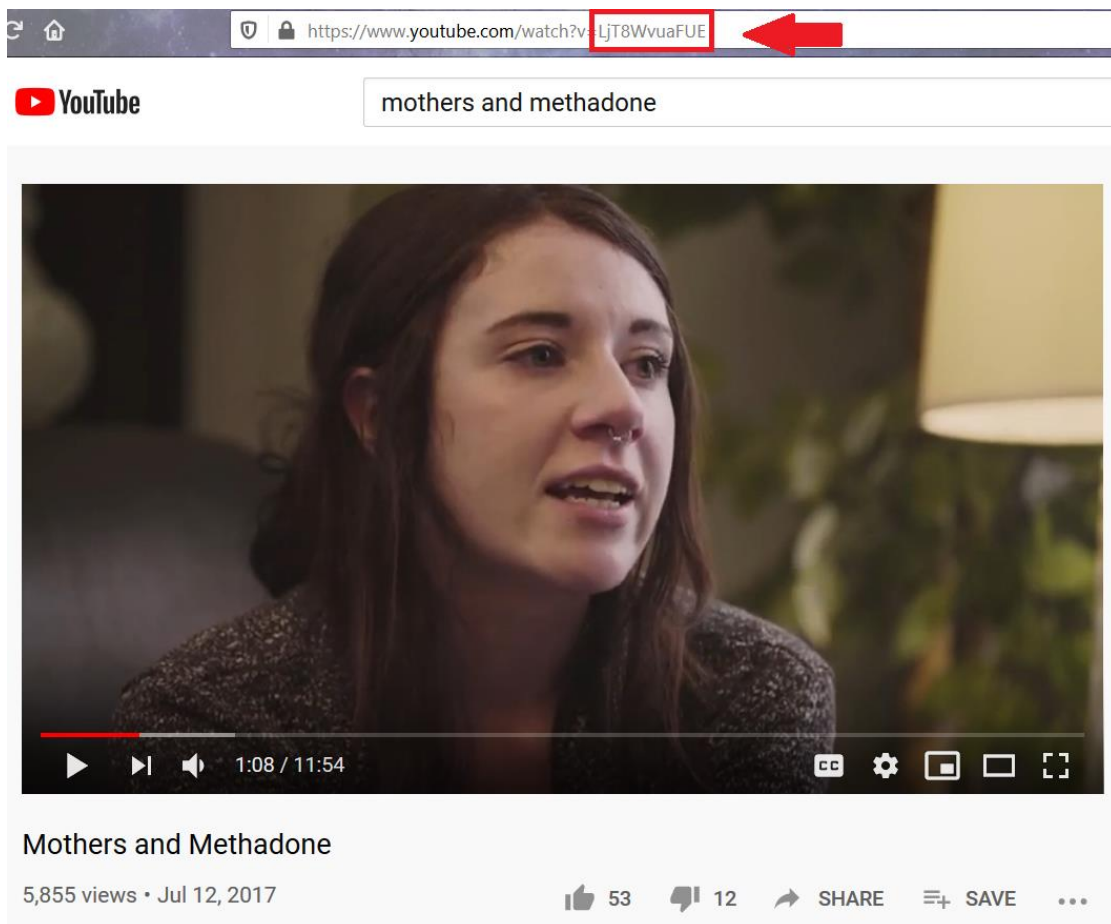 https://www.youtube.com/watch?v=LjT8WvuaFUE
YouTube
mothers and methadone
1:08 / 11:54
CC
Mothers and Methadone
5,855 views • Jul 12, 2017
53 12 SHARE SAVE